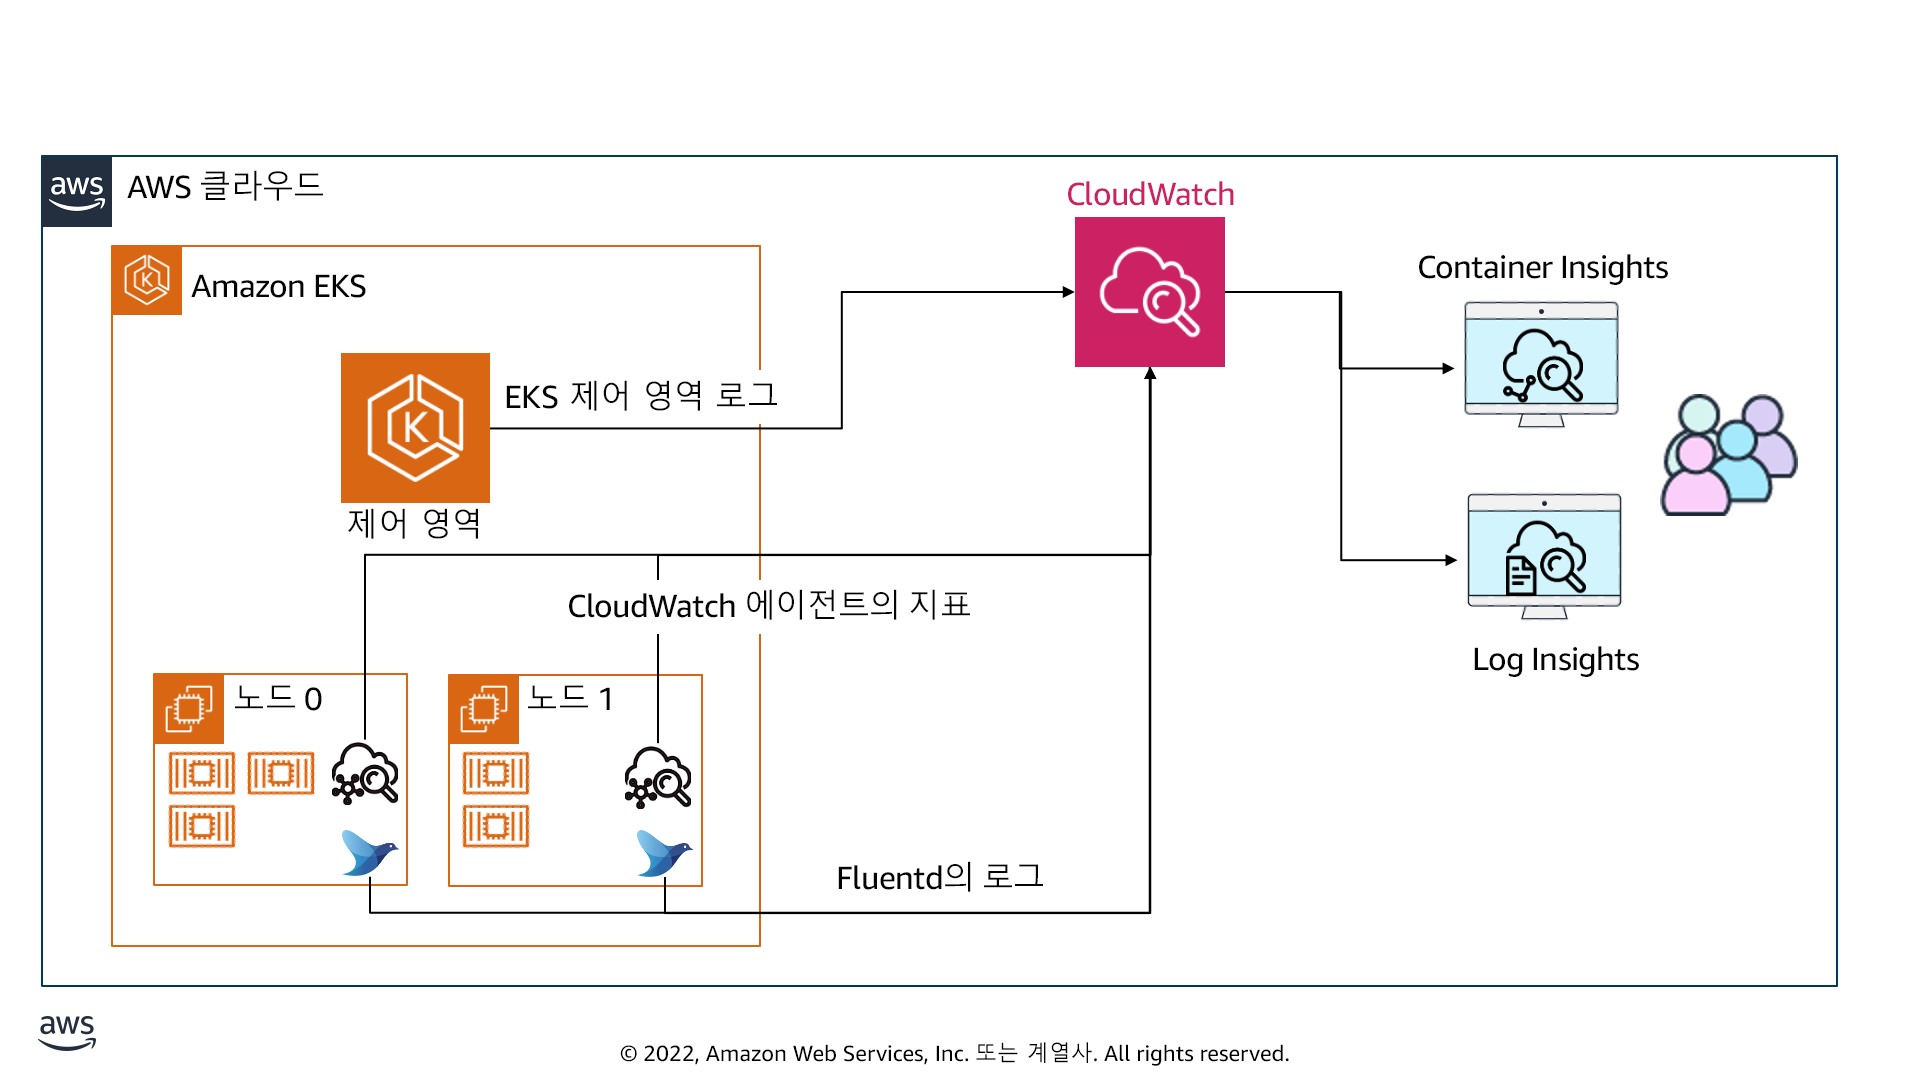 aws
AWS 클라우드
CloudWatch
Amazon EKS
K
Container Insights
EKS 제어 영역 로그
K
제어 영역
CloudWatch 에이전트의 지표
Log Insights
노드 0
노드 1
Fluentd의 로그
aws
© 2022, Amazon Web Services, Inc. 또는 계열사. All rights reserved.